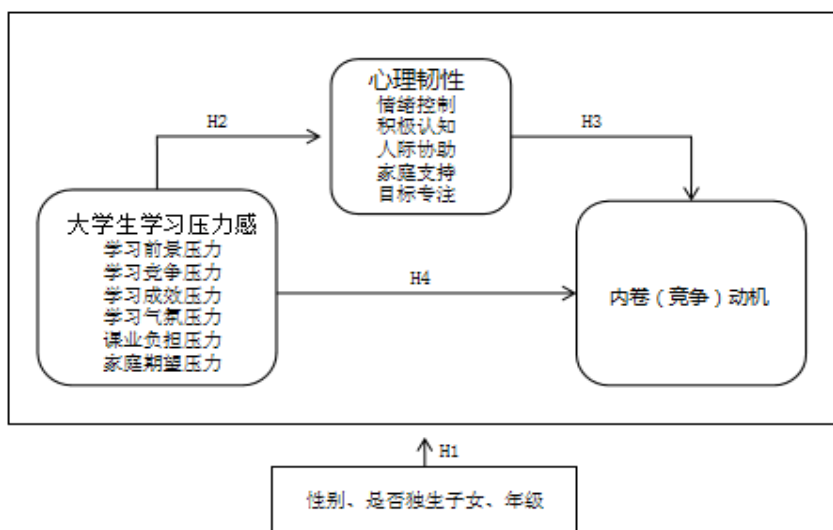 心理韧性
情绪控制
积极认知
人际协助
家庭支持
目标专注
H2
H3
大学生学习压力感
学习前景压力
学习竞争压力
学习成效压力
学习气氛压力
课业负担压力
家庭期望压力
H4
内卷（竞争）动机
H1
性别、是否独生子女、年级